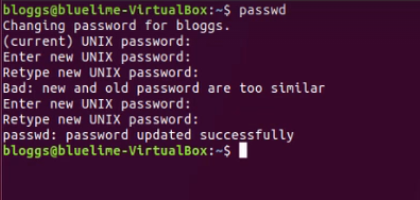 bloggs@bluelime-VirtualBox:~$ passwd
Changing password for bloggs.
(current) UNIX password:
Enter new UNIX password:
Retype new UNIX password:
Bad: new and old password are too similar
Enter new UNIX password:
Retype new UNIX password:
passwd: password updated successfully
bloggs@bluelime-VirtualBox:~$